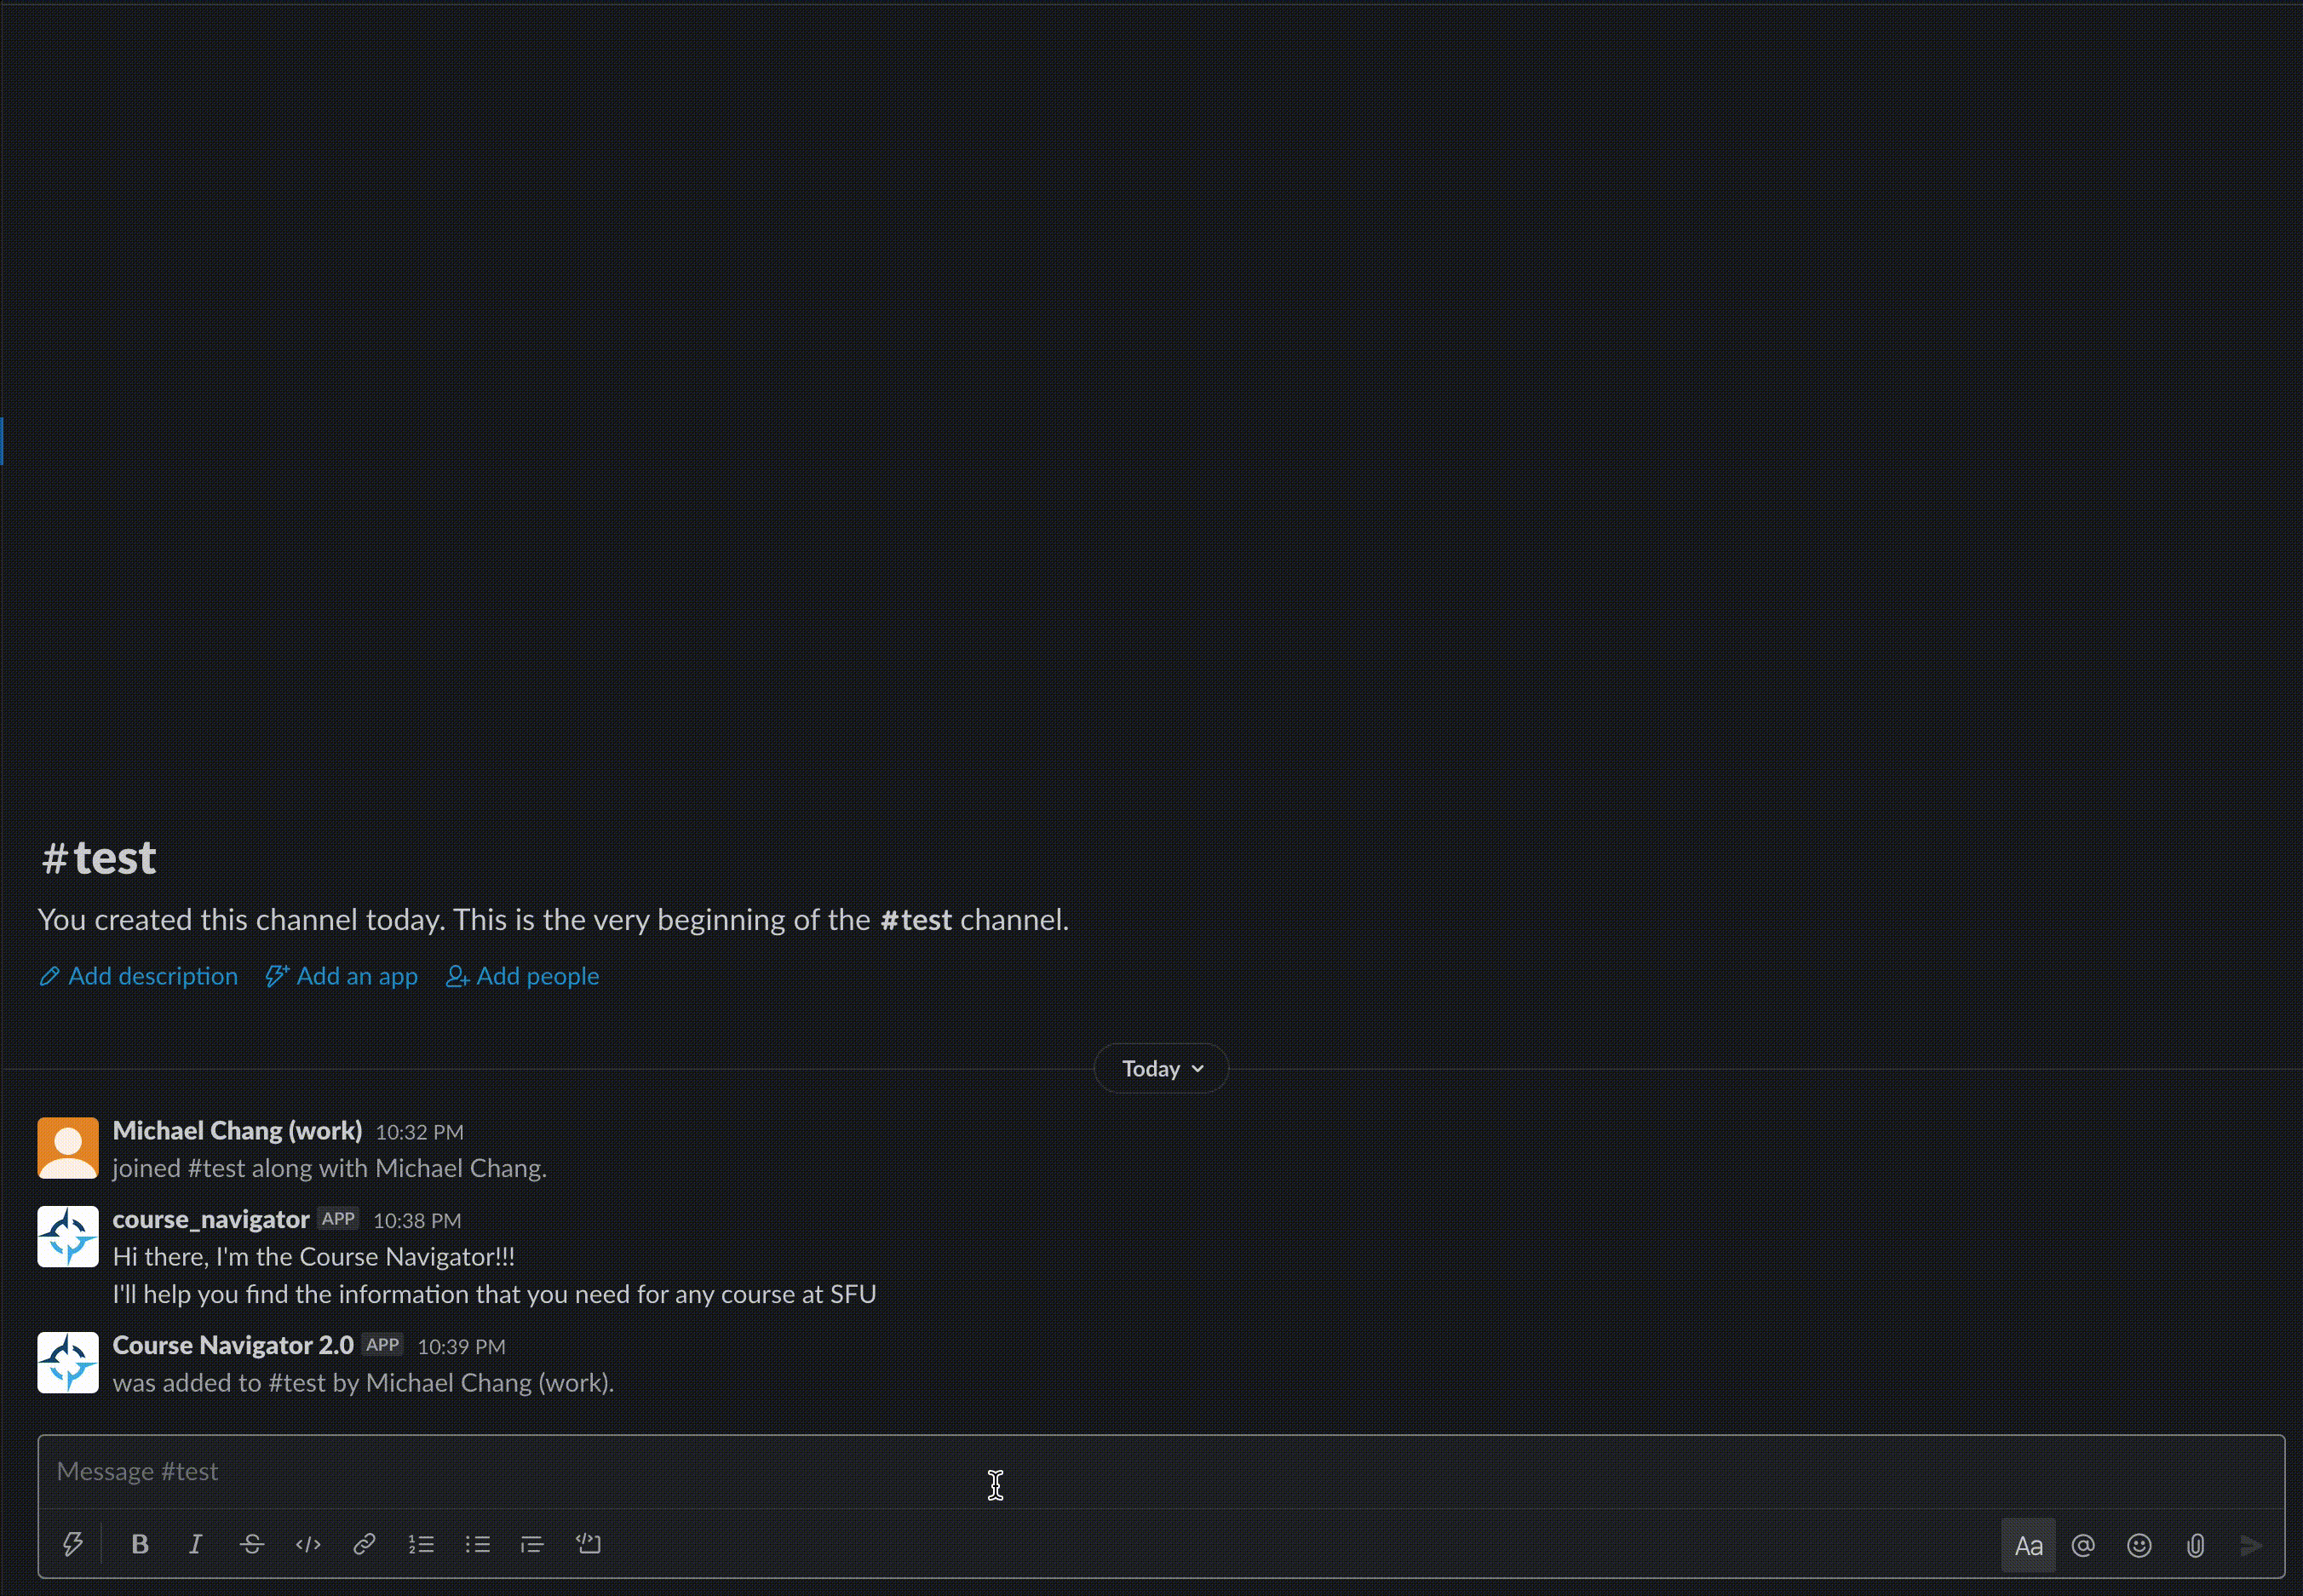 #test
You created this channel today. This is the very beginning of the #test channel.
Add description Add an app Add people
Today
Michael Chang (work) 10:32 PM
joined #test along with Michael Chang.
course_navigator APP 10:38 PM
Hi there, I'm the Course Navigator!!!
I'll help you find the information that you need for any course at SFU
Course Navigator 2.0 APP 10:39 PM
was added to #test by Michael Chang (work).
Message #test
B I S </> Aa @